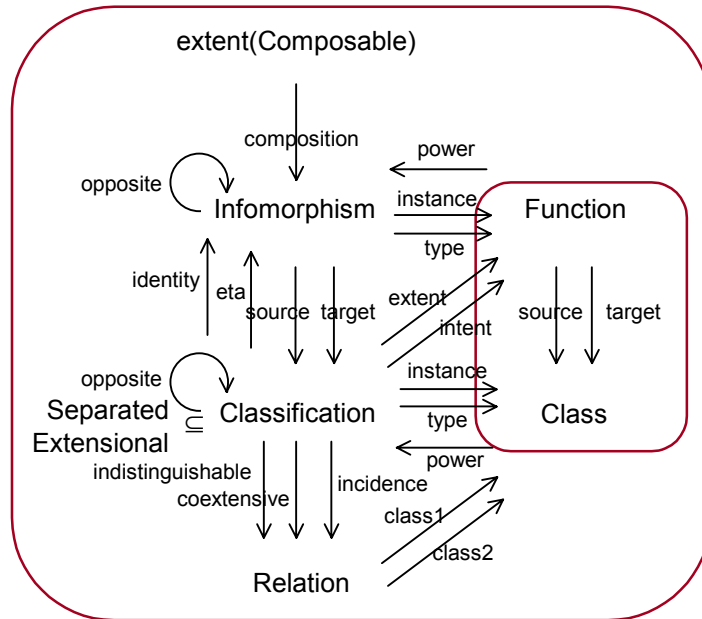 extent(Composable)
composition
power
opposite
Infomorphism
instance
Function
type
identity
eta
source
target
extent
intent
source
target
opposite
instance
Separated
⊆
Classification
Class
Extensional
type
power
indistinguishable
coextensive
incidence
class1
class2
Relation